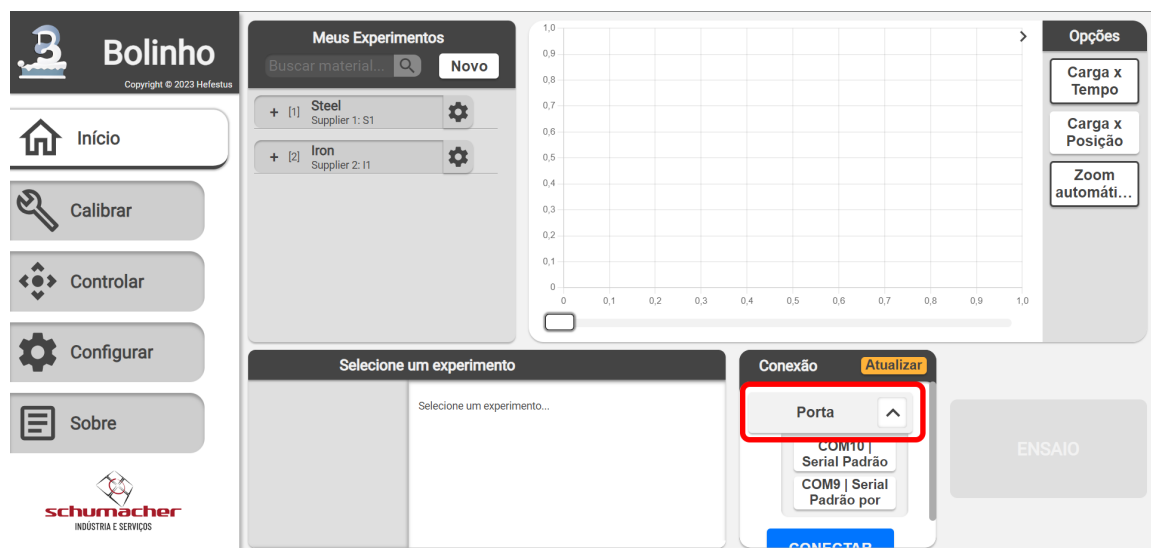 Bolinho
Copyright © 2023 Hefestus
Início
Calibrar
Controlar
Configurar
Sobre
schumacher
INDÚSTRIA E SERVIÇOS
Meus Experimentos
Buscar material...
Novo
+ [1] Steel
Supplier 1: S1
+ [2] Iron
Supplier 2: I1
1,0
0,9
0,8
0,7
0,6
0,5
0,4
0,3
0,2
0,1
0
0 0,1 0,2 0,3 0,4 0,5 0,6 0,7 0,8 0,9 1,0
Opções
Carga x
Tempo
Carga x
Posição
Zoom
automáti...
Selecione um experimento
Selecione um experimento...
Conexão
Atualizar
Porta
COM10 |
Serial Padrão
COM9 | Serial
Padrão por
CONECTAR
ENSAIO